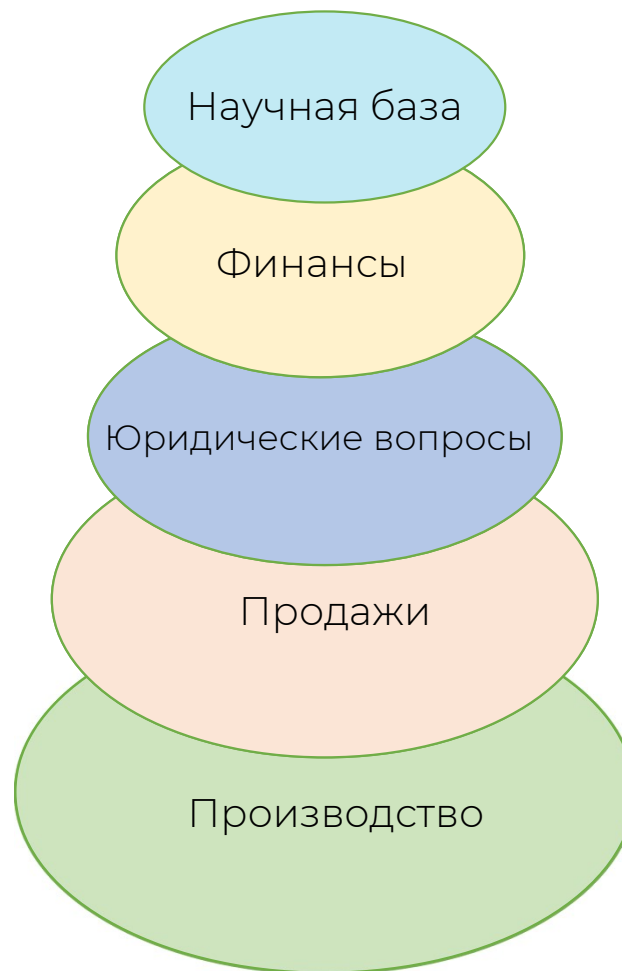 Научная база
Финансы
Юридические вопросы
Продажи
Производство